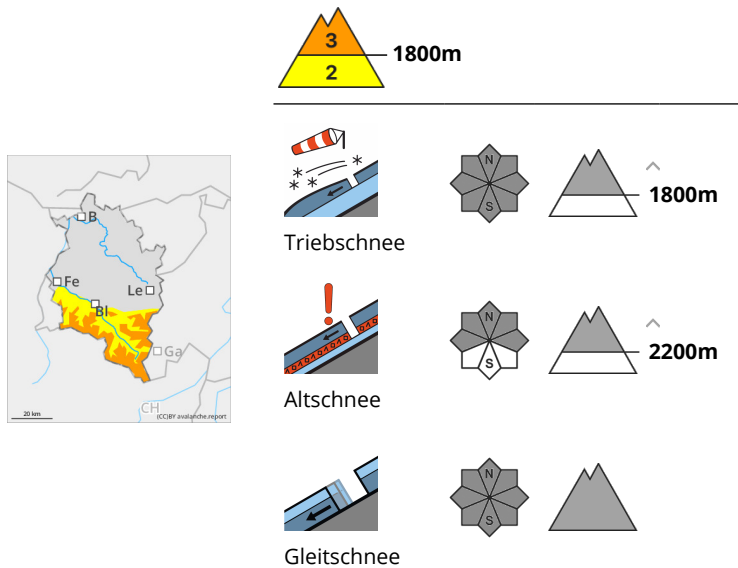 3
1800m
2
N
S
1800m
Triebschnee
B
Fe
Le
Bl
Ga
N
S
2200m
Altschnee
CH
20 km
(CC)BY avalanche.report
N
S
Gleitschnee